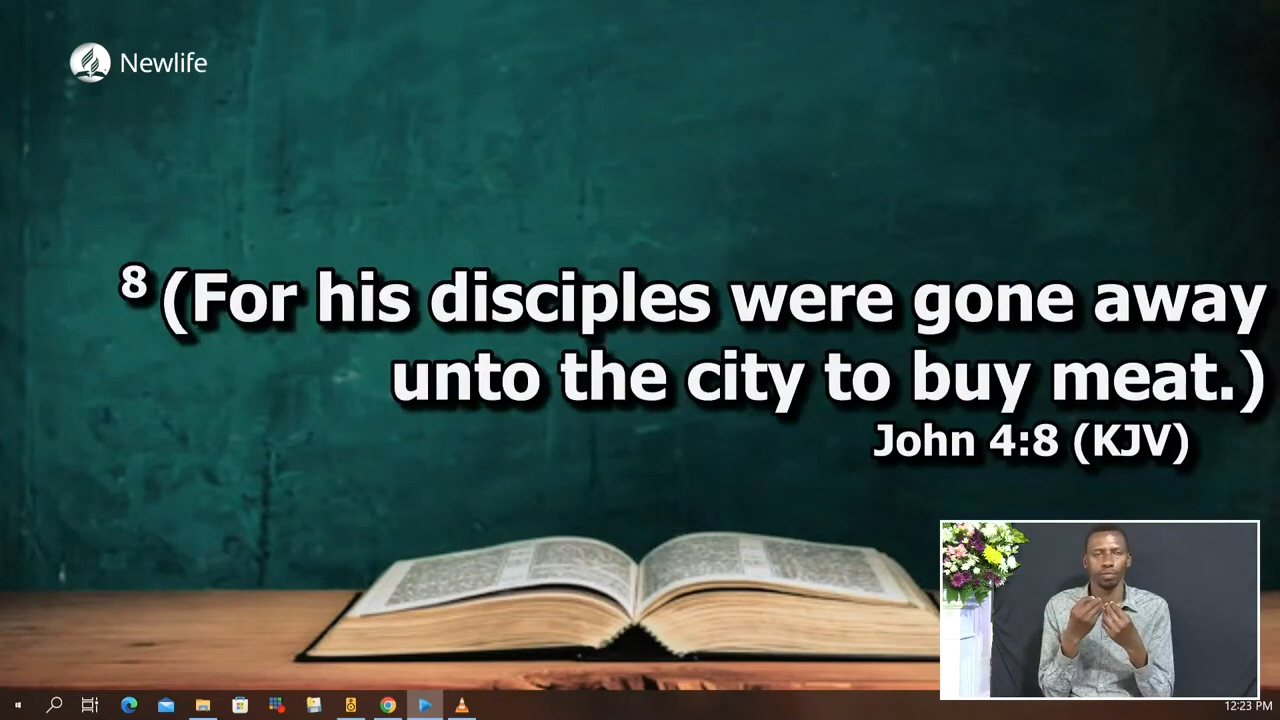 Newlife
8 (For his disciples were gone away
unto the city to buy meat.)
John 4:8 (KJV)
12:23 PM